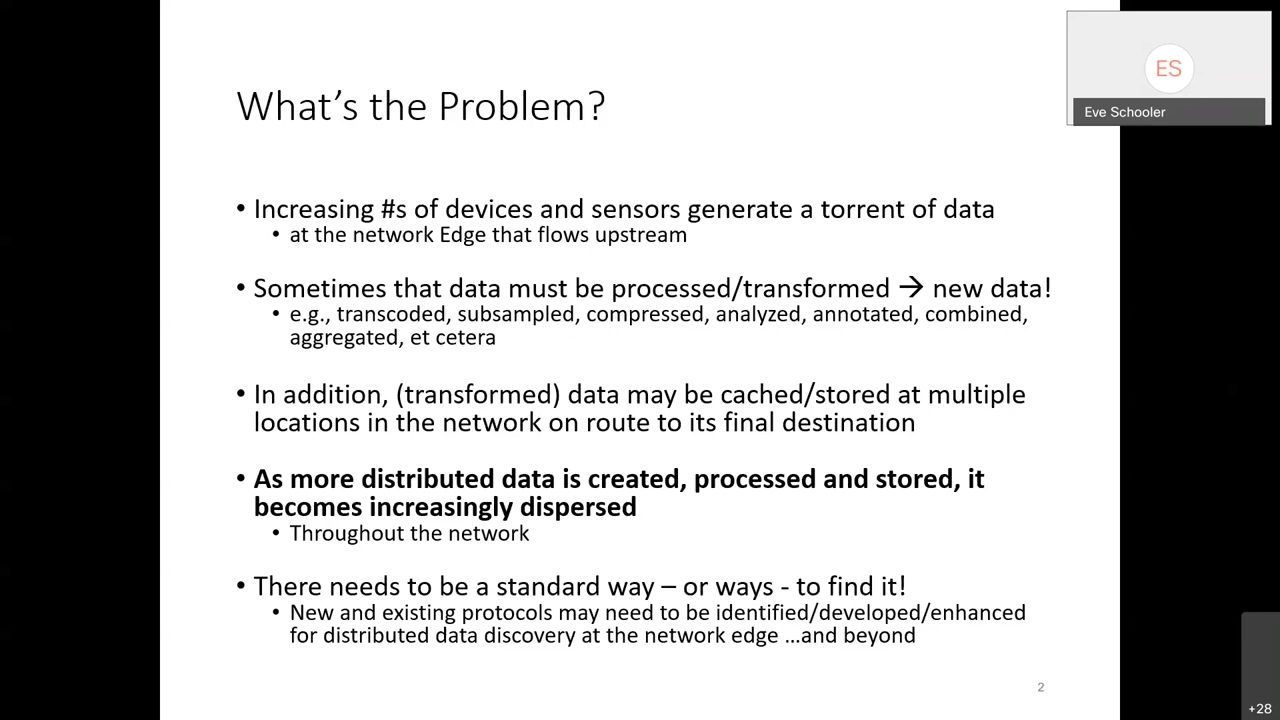 What's the Problem?
ES
Eve Schooler
• Increasing #s of devices and sensors generate a torrent of data
• at the network Edge that flows upstream
• Sometimes that data must be processed/transformed → new data!
• e.g., transcoded, subsampled, compressed, analyzed, annotated, combined,
aggregated, et cetera
• In addition, (transformed) data may be cached/stored at multiple
locations in the network on route to its final destination
• As more distributed data is created, processed and stored, it
becomes increasingly dispersed
• Throughout the network
• There needs to be a standard way – or ways - to find it!
• New and existing protocols may need to be identified/developed/enhanced
for distributed data discovery at the network edge …and beyond
2
+28